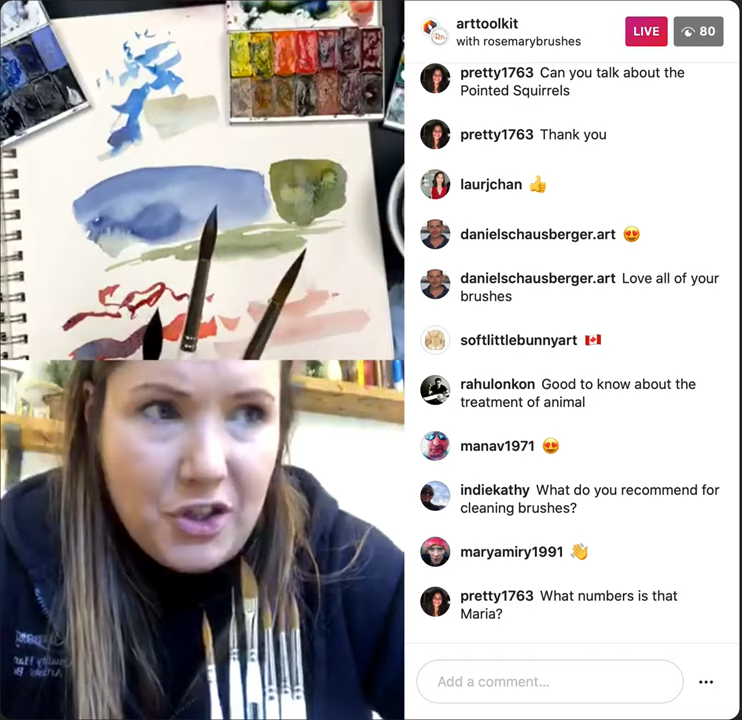 arttoolkit
with rosemarybrushes
LIVE
80
pretty1763 Can you talk about the
Pointed Squirrels
pretty1763 Thank you
laurjchan 👍
danielschausberger.art 😍
danielschausberger.art Love all of your
brushes
softlittlebunnyart 🇨🇦
rahulonkon Good to know about the
treatment of animal
manav1971 😍
indiekathy What do you recommend for
cleaning brushes?
maryamiry1991 👋
pretty1763 What numbers is that
Maria?
Add a comment...